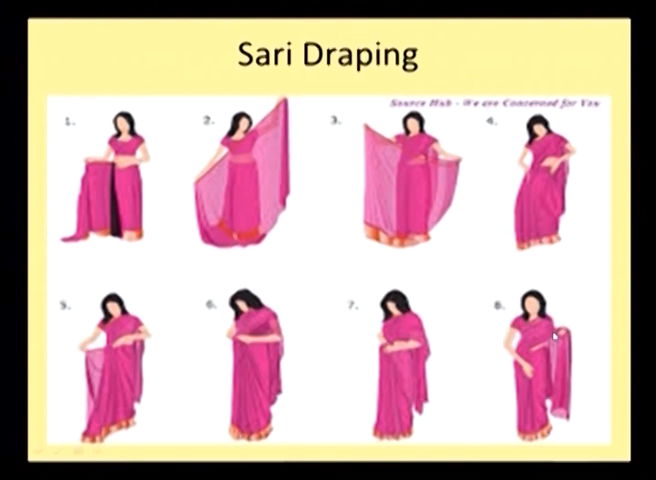 Sari Draping
Source Hub - We are Concerned for You
1. 2. 3. 4.
5. 6. 7. 8.